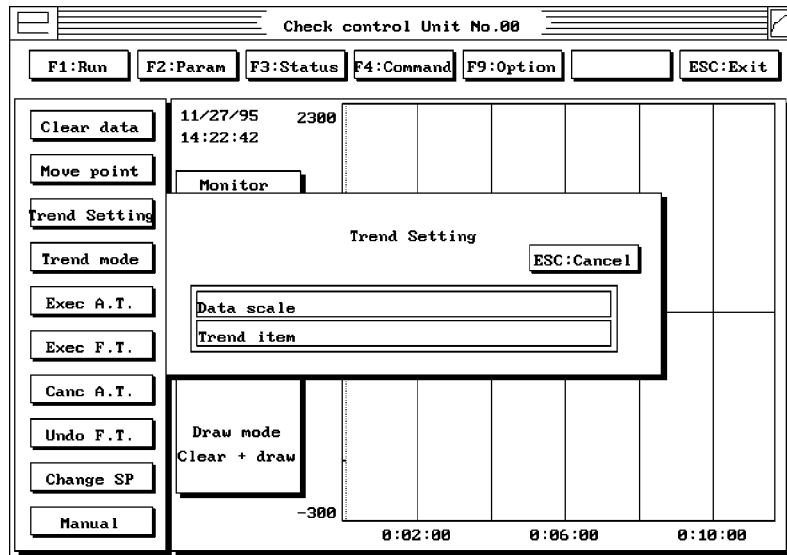 Check control Unit No.00
F1:Run F2:Param F3:Status F4:Command F9:Option ESC:Exit
Clear data
Move point
Trend Setting
Trend mode
Exec A.T.
Exec F.T.
Canc A.T.
Undo F.T.
Change SP
Manual
11/27/95 2300
14:22:42
Monitor
Trend Setting
ESC:Cancel
Data scale
Trend item
Draw mode
Clear + draw
-300
0:02:00 0:06:00 0:10:00